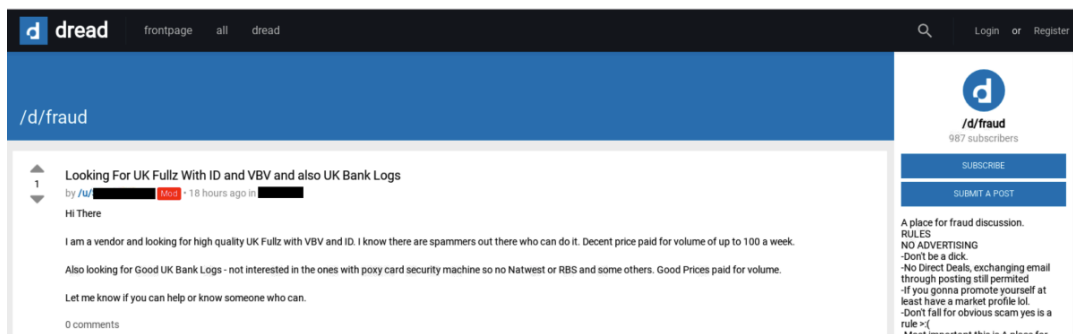 dread
frontpage
all
dread
Login or Register
/d/fraud
/d/fraud
987 subscribers
SUBSCRIBE
SUBMIT A POST
1
Looking For UK Fullz With ID and VBV and also UK Bank Logs
by /u/ Mod • 18 hours ago in
Hi There
I am a vendor and looking for high quality UK Fullz with VBV and ID. I know there are spammers out there who can do it. Decent price paid for volume of up to 100 a week.
Also looking for Good UK Bank Logs - not interested in the ones with poxy card security machine so no Natwest or RBS and some others. Good Prices paid for volume.
Let me know if you can help or know someone who can.
0 comments
A place for fraud discussion.
RULES
NO ADVERTISING
-Don't be a dick.
-No Direct Deals, exchanging email
through posting still permited
-If you gonna promote yourself at
least have a market profile lol.
-Don't fall for obvious scam yes is a
rule >:(
-Most important this is A place for